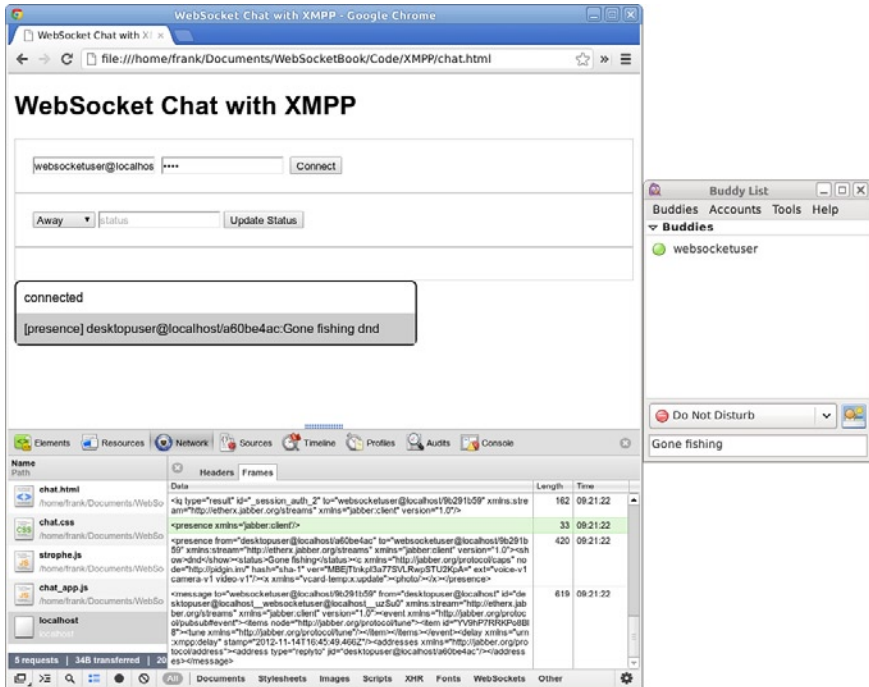 WebSocket Chat with XMPP - Google Chrome
WebSocket Chat with XI
file:///home/frank/Documents/WebSocketBook/Code/XMPP/chat.html
WebSocket Chat with XMPP
websocketuser@localhos •••• Connect
Away status Update Status
connected
[presence] desktopuser@localhost/a60be4ac:Gone fishing dnd
Buddy List
Buddies Accounts Tools Help
Buddies
websocketuser
Do Not Disturb
Gone fishing
Elements Resources Network Sources Timeline Profiles Audits Console
Name
Path
Headers Frames
Data Length Time
chat.html
/home/frank/Documents/WebSo
chat.css
/home/frank/Documents/WebSo
strophe.js
/home/frank/Documents/WebSo
chat_app.js
/home/frank/Documents/WebSo
localhost
localhost
<iq type="result" id="_session_auth_2" to="websocketuser@localhost/9b291b59" xmlns:stre
am="http://etherx.jabber.org/streams" xmlns="jabber:client" version="1.0"/> 162 09:21:22
<presence xmlns='jabber:client'/> 33 09:21:22
<presence from="desktopuser@localhost/a60be4ac" to="websocketuser@localhost/9b291b
59" xmlns:stream="http://etherx.jabber.org/streams" xmlns="jabber:client" version="1.0"><sh
ow>dnd</show><status>Gone fishing</status><c xmlns="http://jabber.org/protocol/caps" no
de="http://pidgin.im/" hash="sha-1" ext="voice-v1
camera-v1 video-v1"/><x xmlns="vcard-temp:x:update"><photo/></x></presence> 420 09:21:22
<message to="websocketuser@localhost/9b291b59" from="desktopuser@localhost" id="de
sktopuser@localhost__websocketuser@localhost__uzSu0" xmlns:stream="http://etherx.jab
ber.org/streams" xmlns="jabber:client" version="1.0"><event xmlns="http://jabber.org/protoc
ol/pubsub#event"><items node="http://jabber.org/protocol/tune"><item
<tune xmlns="http://jabber.org/protocol/tune"/></item></items></event><delay xmlns="urn
:xmpp:delay" stamp="2012-11-14T16:45:49.466Z"/><addresses xmlns="http://jabber.org/pro
tocol/address"><address type="replyto" jid="desktopuser@localhost/a60be4ac"/></address
es></message> 619 09:21:22
5 requests | 34B transferred | 20
All Documents Stylesheets Images Scripts XHR Fonts WebSockets Other